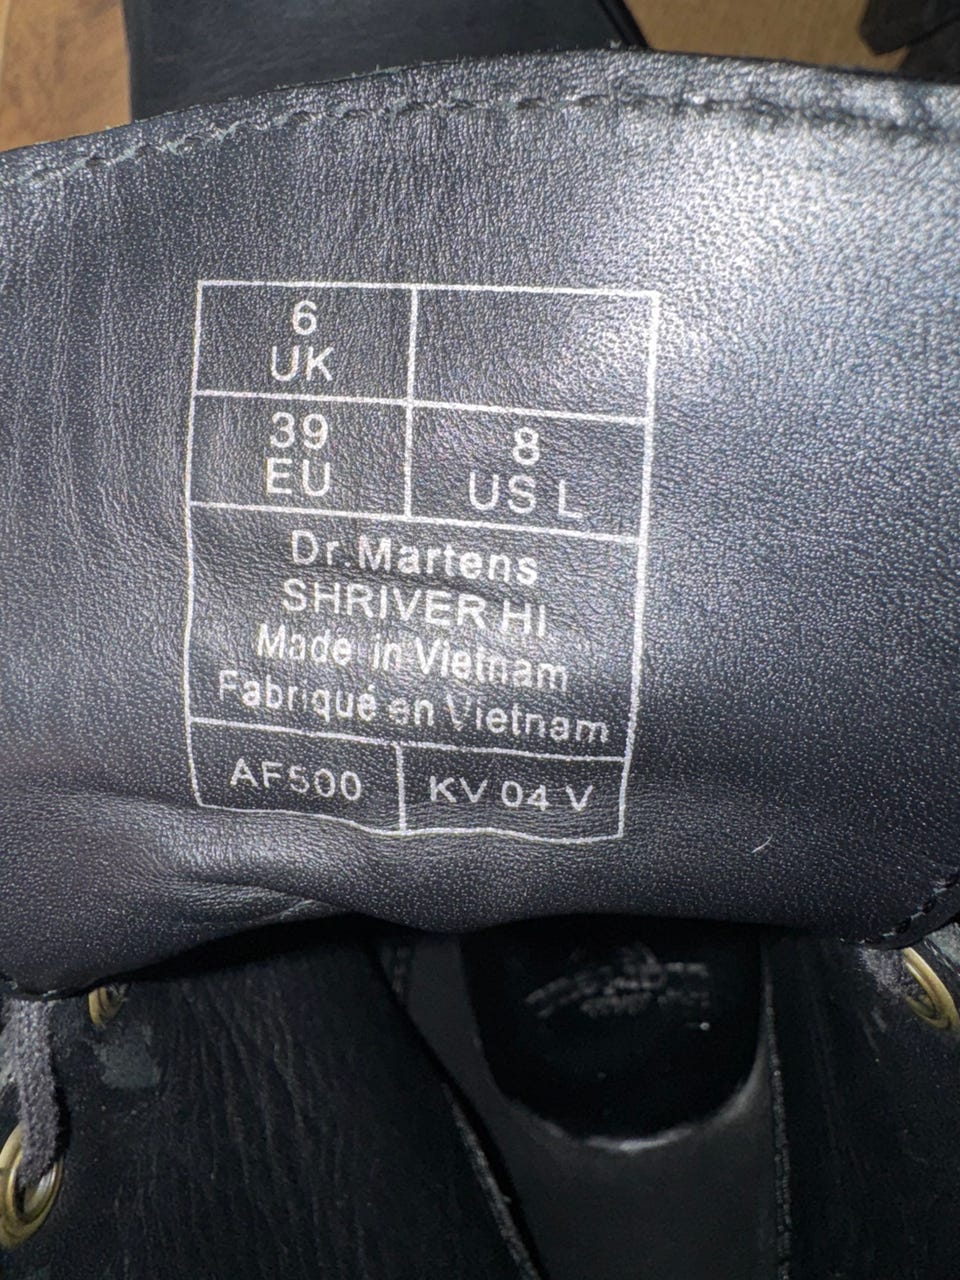 6
UK
39
EU
8
US L
Dr.Martens
SHRIVER HI
Made in Vietnam
Fabriqué en Vietnam
AF500
KV 04 V